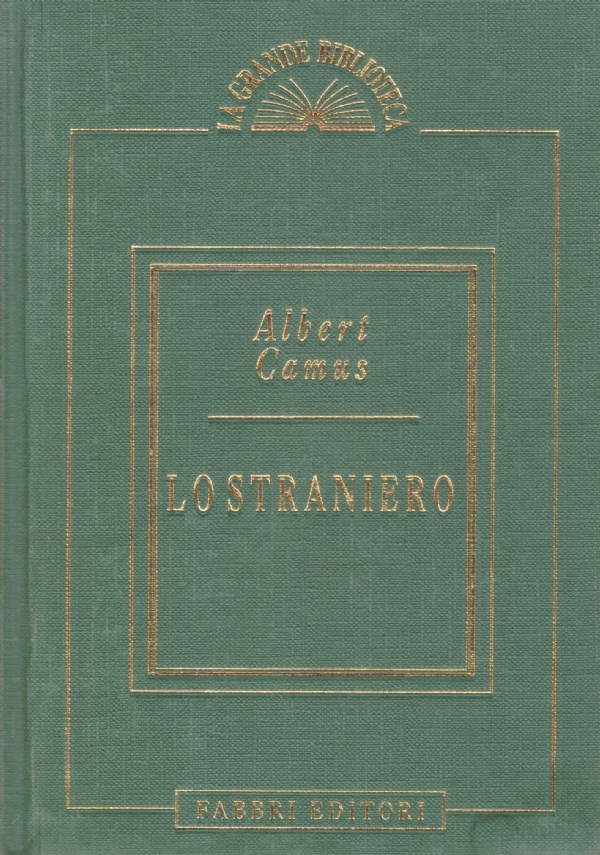 LA GRANDE BIBLIOTECA
Albert
Camus
LO STRANIERO
FABBRI EDITORI